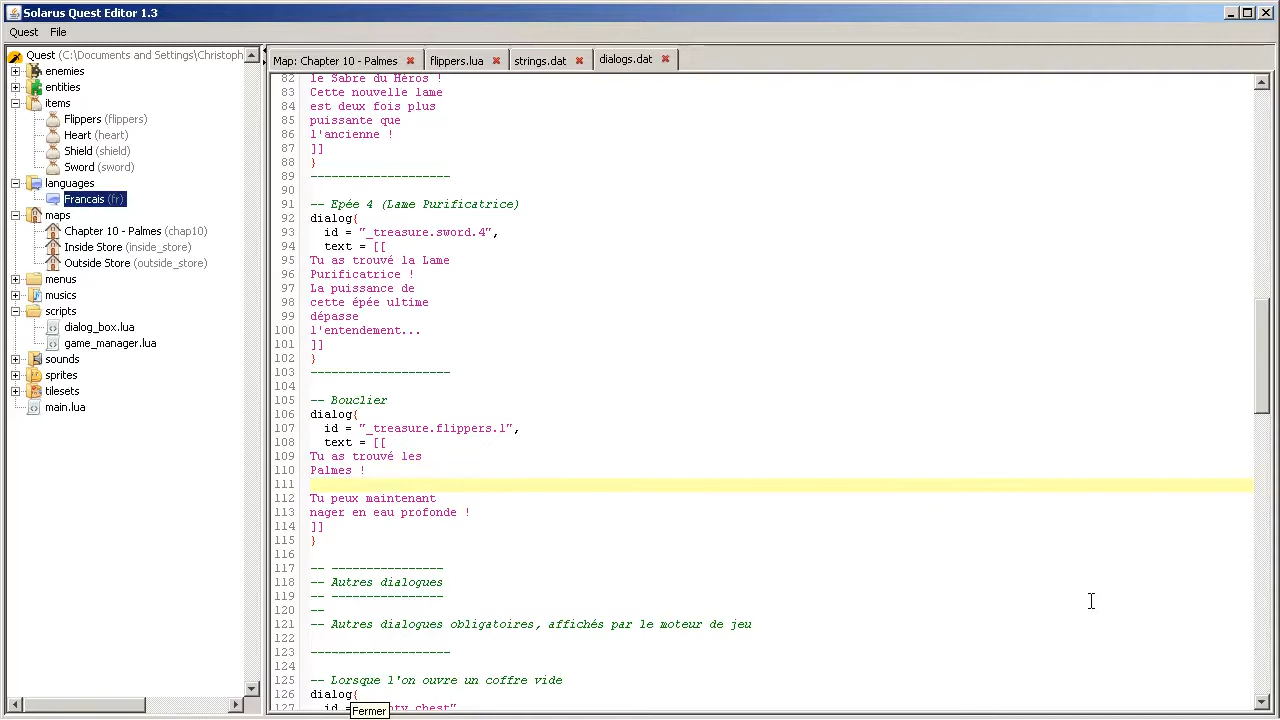 Solarus Quest Editor 1.3
Quest File
Quest (C:\Documents and Settings\Christoph
enemies
entities
items
Flippers (flippers)
Heart (heart)
Shield (shield)
Sword (sword)
languages
Francais (fr)
maps
Chapter 10 - Palmes (chap10)
Inside Store (inside_store)
Outside Store (outside_store)
menus
musics
scripts
dialog_box.lua
game_manager.lua
sounds
sprites
tilesets
main.lua
Map: Chapter 10 - Palmes flippers.lua strings.dat dialogs.dat
82 le Sabre du Héros !
83 Cette nouvelle lame
84 est deux fois plus
85 puissante que
86 l'ancienne !
87 ]]
88 }
89 --------------------
90
91 -- Epée 4 (Lame Purificatrice)
92 dialog{
93 id = "_treasure.sword.4",
94 text = [[
95 Tu as trouvé la Lame
96 Purificatrice !
97 La puissance de
98 cette épée ultime
99 dépasse
100 l'entendement...
101 ]]
102 }
103 --------------------
104
105 -- Bouclier
106 dialog{
107 id = "_treasure.flippers.1",
108 text = [[
109 Tu as trouvé les
110 Palmes !
111
112 Tu peux maintenant
113 nager en eau profonde !
114 ]]
115 }
116
117 -- ----------------
118 -- Autres dialogues
119 -- ----------------
120 --
121 -- Autres dialogues obligatoires, affichés par le moteur de jeu
122
123 --------------------
124
125 -- Lorsque l'on ouvre un coffre vide
126 dialog{
127 id =
Fermer